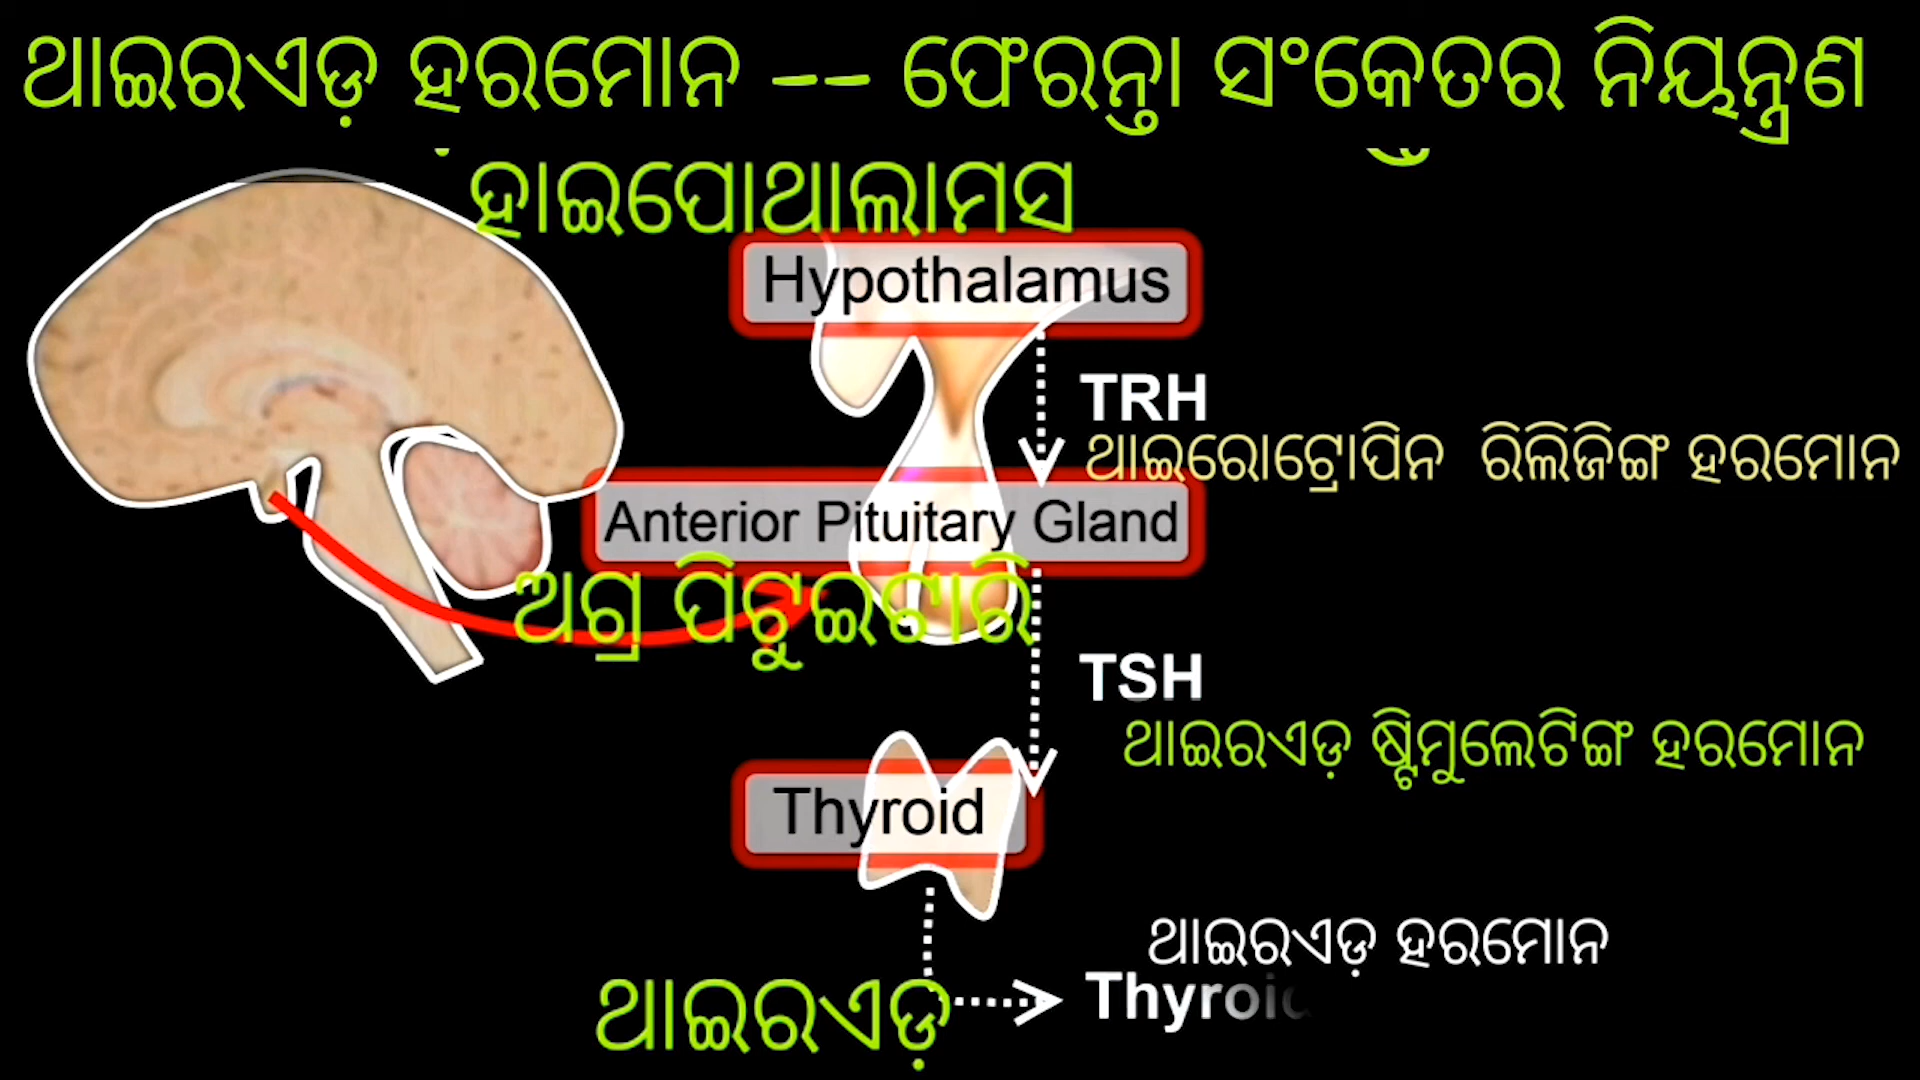 ଥାଇରଏଡ଼ ହରମୋନ -- ଫେରନ୍ତା ସଂକେତର ନିୟନ୍ତ୍ରଣ
ହାଇପୋଥାଲାମସ
Hypothalamus
TRH
ଥାଇରୋଟ୍ରୋପିନ ରିଲିଜିଙ୍ଗ ହରମୋନ
Anterior Pituitary Gland
ଅଗ୍ର ପିଟୁଇଟାରି
TSH
ଥାଇରଏଡ଼ ଷ୍ଟିମୁଲେଟିଙ୍ଗ ହରମୋନ
Thyroid
ଥାଇରଏଡ଼ ହରମୋନ
Thyroid
ଥାଇରଏଡ଼